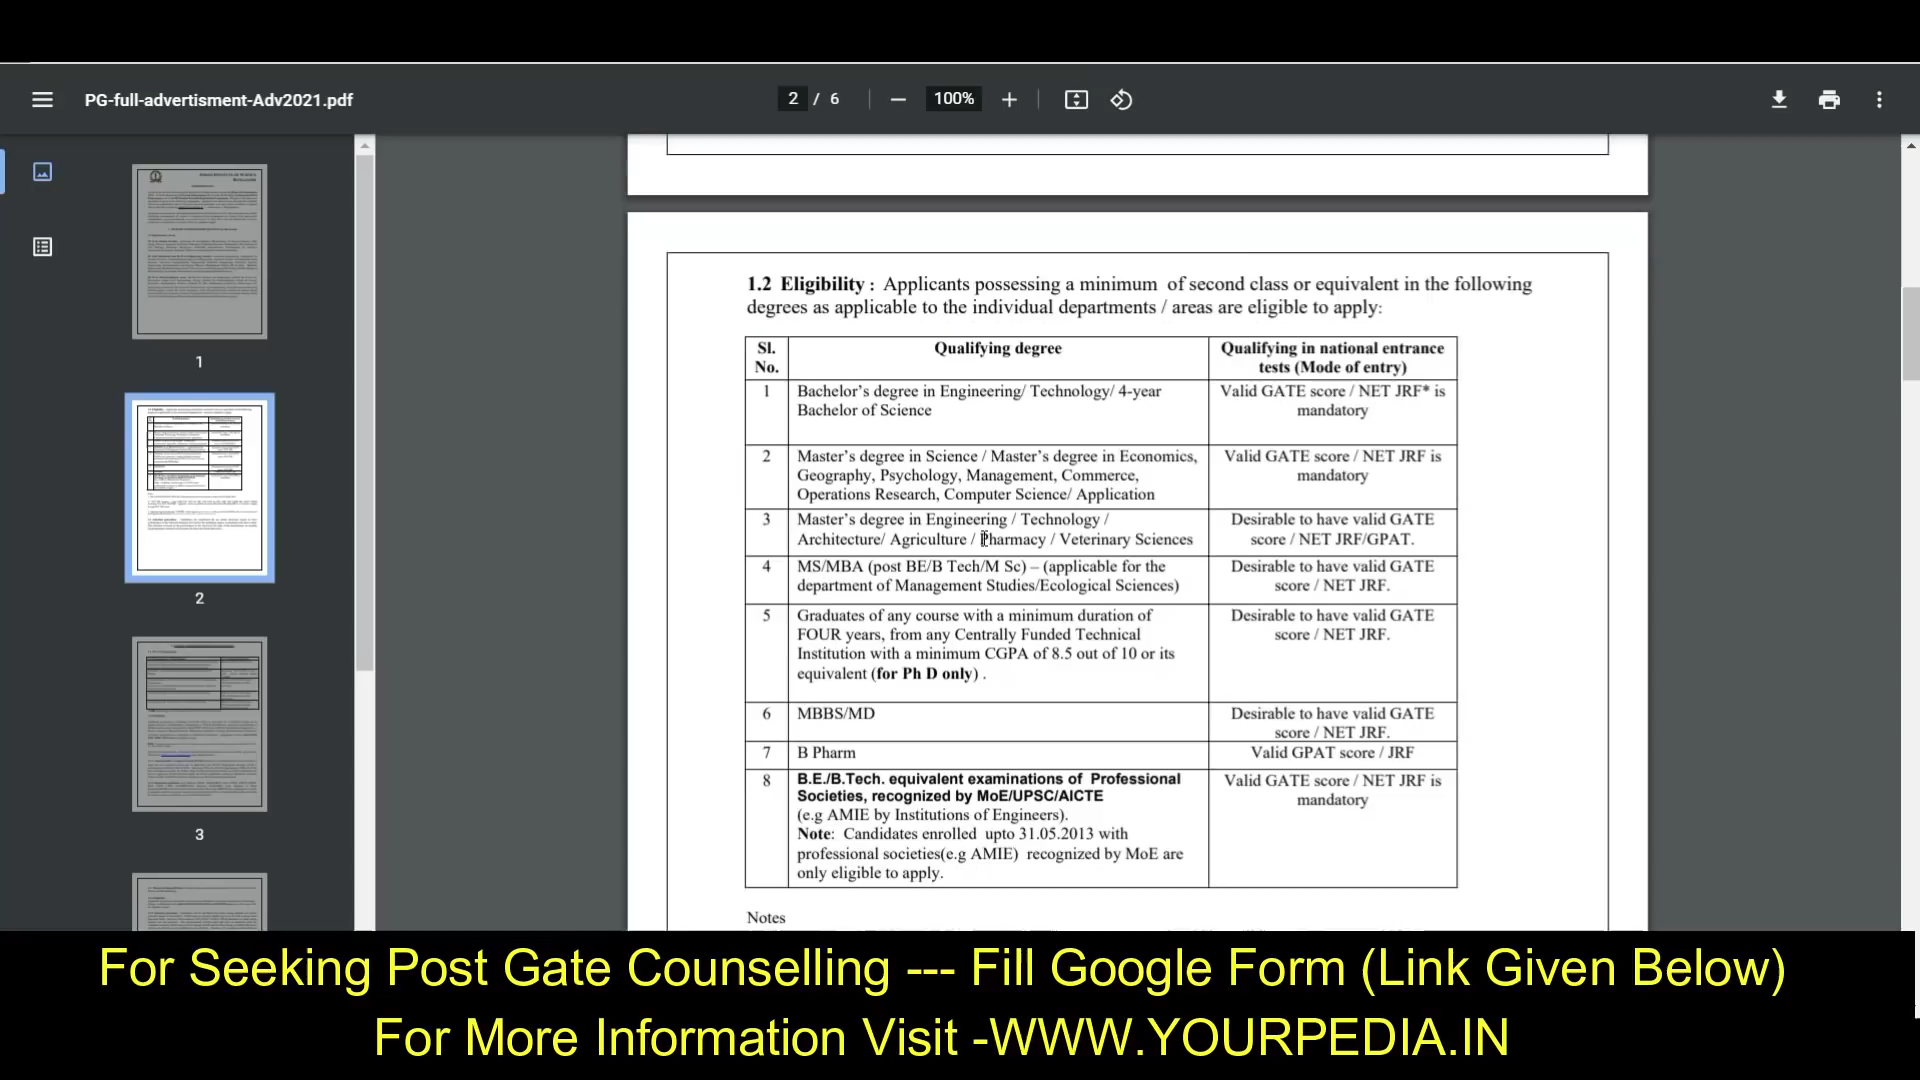 PG-full-advertisment-Adv2021.pdf
2 / 6
100%
1
2
3
1.2 Eligibility : Applicants possessing a minimum of second class or equivalent in the following
degrees as applicable to the individual departments / areas are eligible to apply:
Sl. No.
Qualifying degree
Qualifying in national entrance
tests (Mode of entry)
1
Bachelor's degree in Engineering/ Technology/ 4-year
Bachelor of Science
Valid GATE score / NET JRF* is
mandatory
2
Master's degree in Science / Master's degree in Economics,
Geography, Psychology, Management, Commerce,
Operations Research, Computer Science/ Application
Valid GATE score / NET JRF is
mandatory
3
Master's degree in Engineering / Technology /
Architecture/ Agriculture / Pharmacy / Veterinary Sciences
Desirable to have valid GATE
score / NET JRF/GPAT.
4
MS/MBA (post BE/B Tech/M Sc) – (applicable for the
department of Management Studies/Ecological Sciences)
Desirable to have valid GATE
score / NET JRF.
5
Graduates of any course with a minimum duration of
FOUR years, from any Centrally Funded Technical
Institution with a minimum CGPA of 8.5 out of 10 or its
equivalent (for Ph D only) .
Desirable to have valid GATE
score / NET JRF.
6
MBBS/MD
Desirable to have valid GATE
score / NET JRF.
7
B Pharm
Valid GPAT score / JRF
8
B.E./B.Tech. equivalent examinations of Professional
Societies, recognized by MoE/UPSC/AICTE
(e.g AMIE by Institutions of Engineers).
Note: Candidates enrolled upto 31.05.2013 with
professional societies(e.g AMIE) recognized by MoE are
only eligible to apply.
Valid GATE score / NET JRF is
mandatory
Notes
For Seeking Post Gate Counselling --- Fill Google Form (Link Given Below)
For More Information Visit -WWW.YOURPEDIA.IN